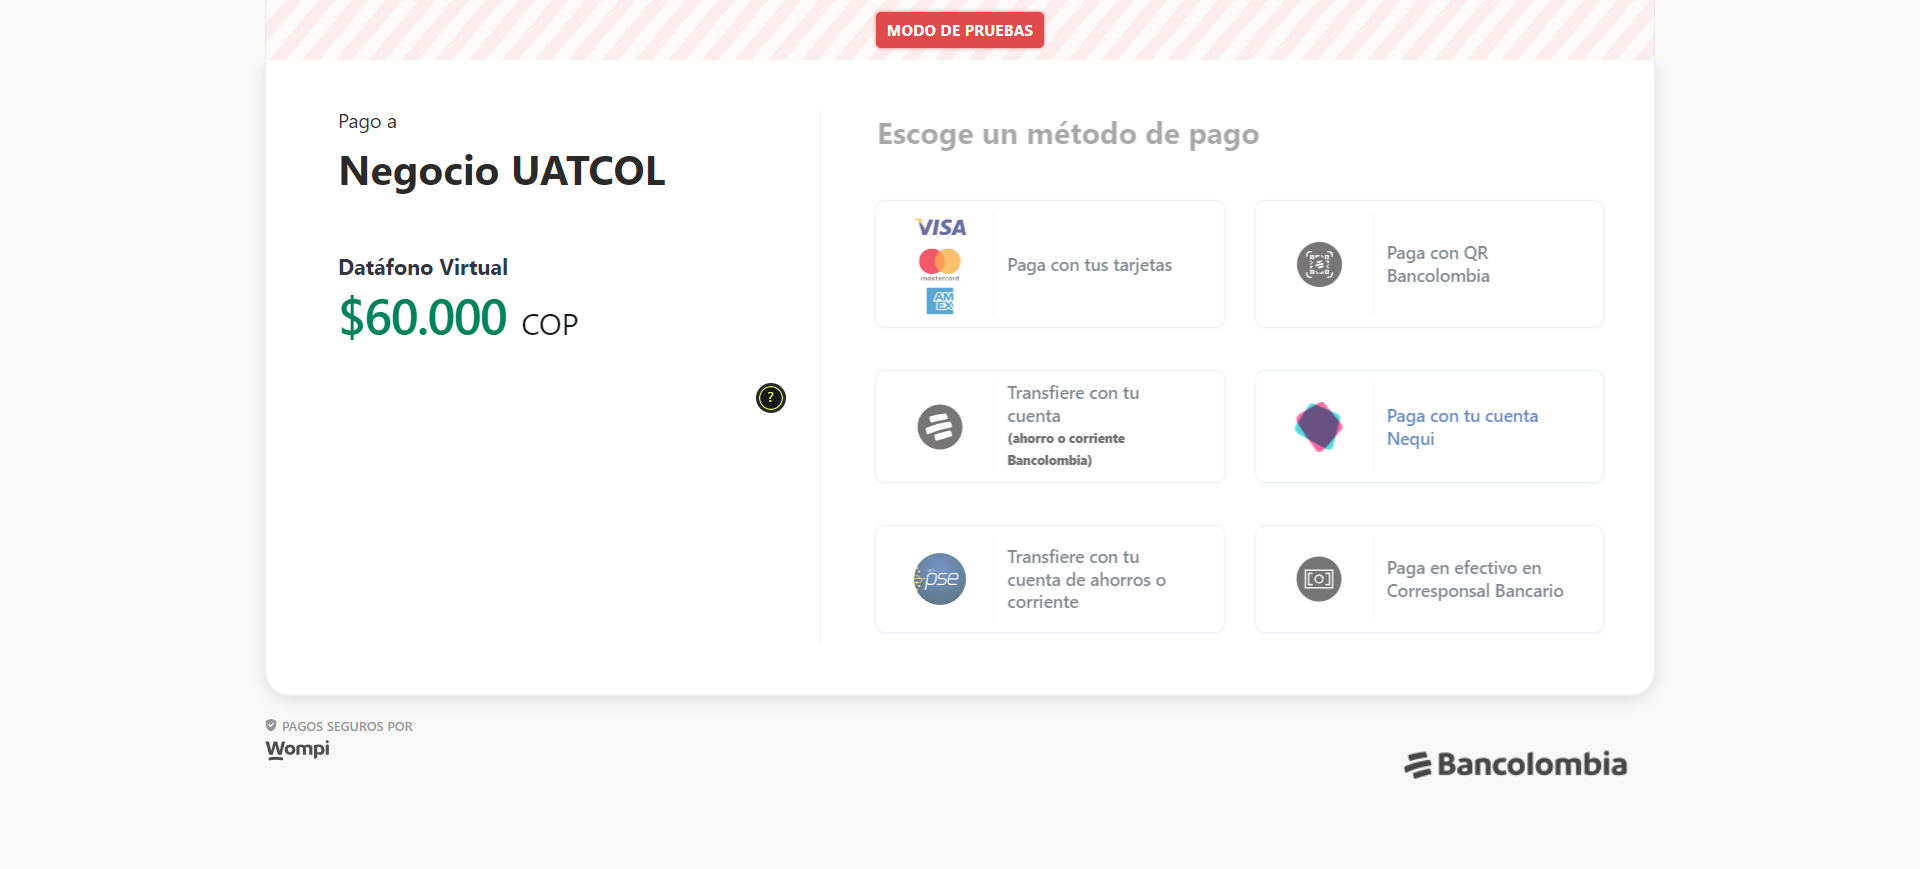 MODO DE PRUEBAS
Pago a
Negocio UATCOL
Datáfono Virtual
$60.000 COP
?
Escoge un método de pago
VISA
mastercard
AM
EX
Paga con tus tarjetas
Paga con QR
Bancolombia
Transfiere con tu
cuenta
(ahorro o corriente
Bancolombia)
Paga con tu cuenta
Nequi
pse
Transfiere con tu
cuenta de ahorros o
corriente
Paga en efectivo en
Corresponsal Bancario
PAGOS SEGUROS POR
Wompi
Bancolombia